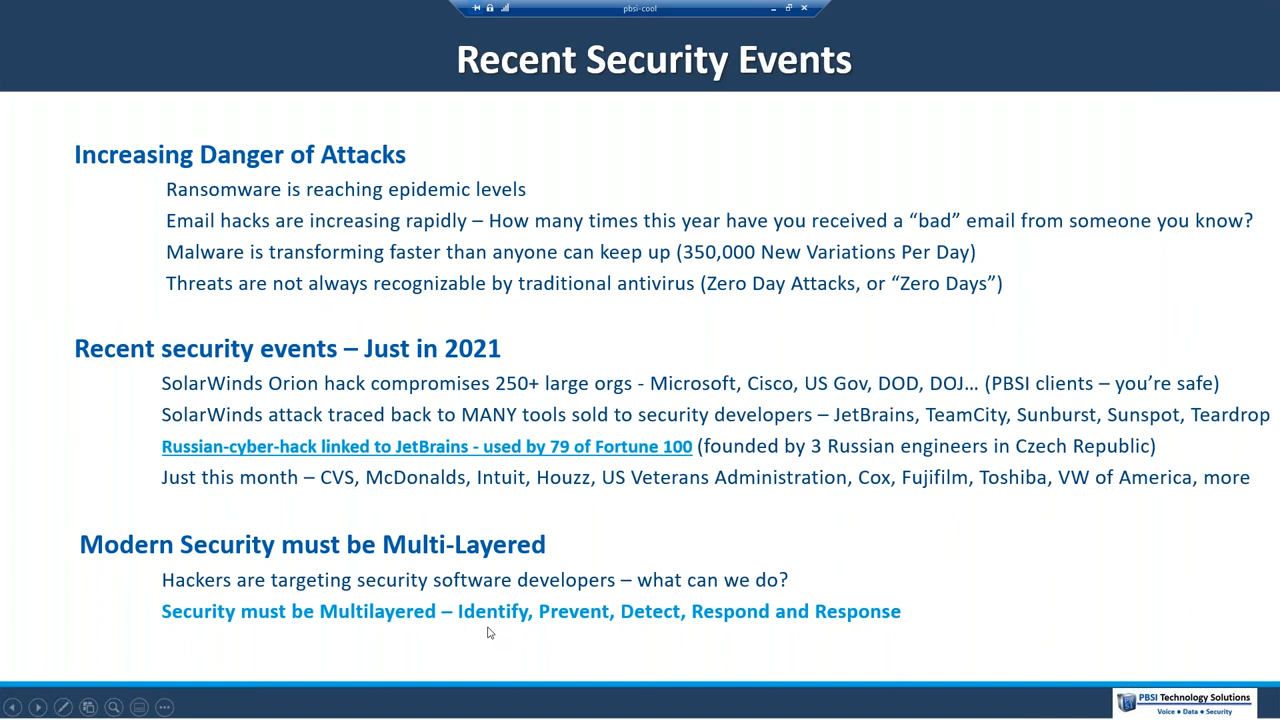 pbsi-cool
Recent Security Events
Increasing Danger of Attacks
Ransomware is reaching epidemic levels
Email hacks are increasing rapidly – How many times this year have you received a “bad” email from someone you know?
Malware is transforming faster than anyone can keep up (350,000 New Variations Per Day)
Threats are not always recognizable by traditional antivirus (Zero Day Attacks, or “Zero Days”)
Recent security events – Just in 2021
SolarWinds Orion hack compromises 250+ large orgs - Microsoft, Cisco, US Gov, DOD, DOJ… (PBSI clients – you’re safe)
SolarWinds attack traced back to MANY tools sold to security developers – JetBrains, TeamCity, Sunburst, Sunspot, Teardrop
Russian-cyber-hack linked to JetBrains - used by 79 of Fortune 100 (founded by 3 Russian engineers in Czech Republic)
Just this month – CVS, McDonalds, Intuit, Houzz, US Veterans Administration, Cox, Fujifilm, Toshiba, VW of America, more
Modern Security must be Multi-Layered
Hackers are targeting security software developers – what can we do?
Security must be Multilayered – Identify, Prevent, Detect, Respond and Response
PBSI Technology Solutions
Voice • Data • Security